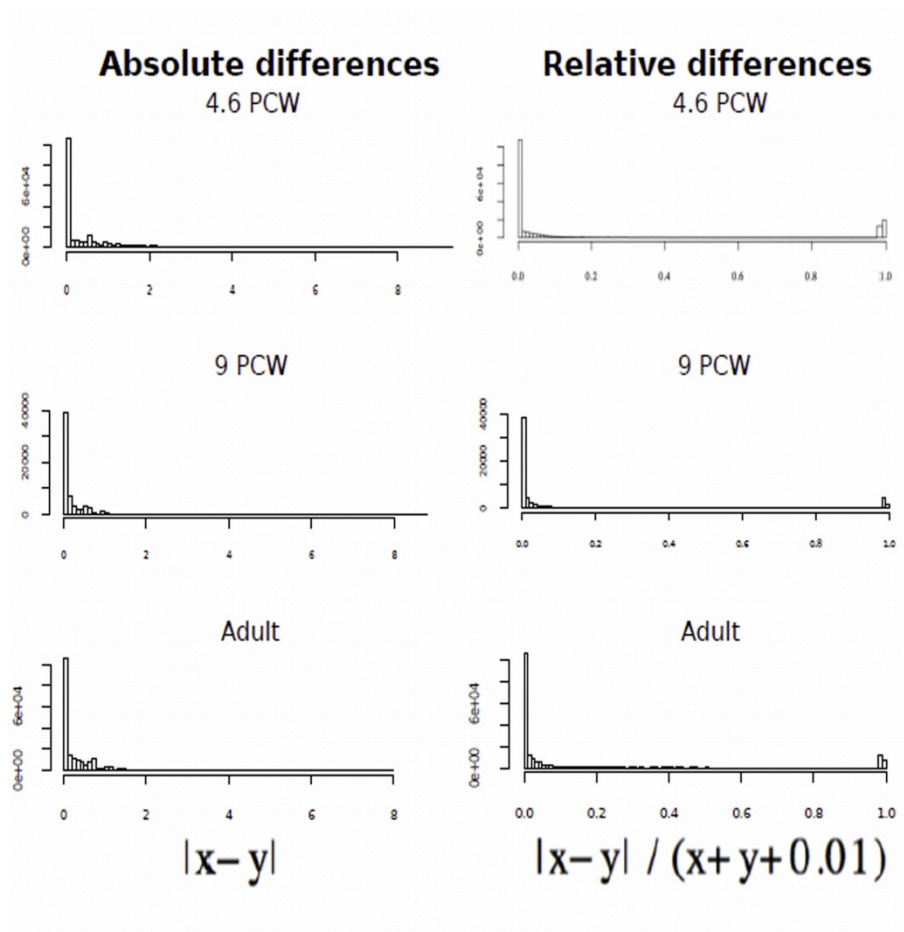 Absolute differences
Relative differences
4.6 PCW
4.6 PCW
0e+00 6e+04
0 2 4 6 8
0e+00 6e+04
0.0 0.2 0.4 0.6 0.8 1.0
9 PCW
9 PCW
0 20000 40000
0 2 4 6 8
0 20000 40000
0.0 0.2 0.4 0.6 0.8 1.0
Adult
Adult
0e+00 6e+04
0 2 4 6 8
0e+00 6e+04
0.0 0.2 0.4 0.6 0.8 1.0
|x−y|
|x−y| / (x+y+0.01)